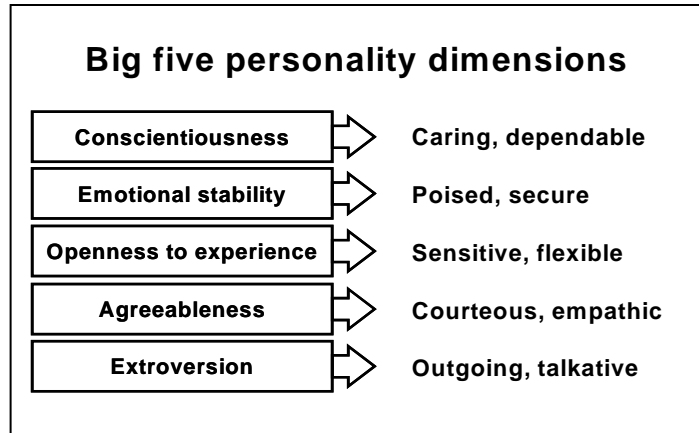 Big five personality dimensions
Conscientiousness Caring, dependable
Emotional stability Poised, secure
Openness to experience Sensitive, flexible
Agreeableness Courteous, empathic
Extroversion Outgoing, talkative